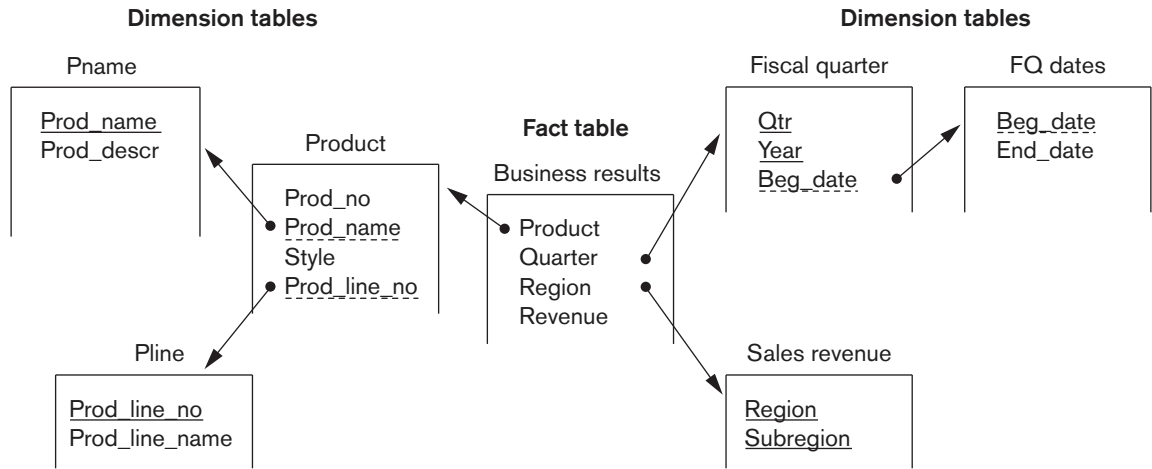 Dimension tables
Dimension tables
Pname
Prod_name
Prod_descr
Product
Prod_no
Prod_name
Style
Prod_line_no
Pline
Prod_line_no
Prod_line_name
Fact table
Business results
Product
Quarter
Region
Revenue
Fiscal quarter
Qtr
Year
Beg_date
FQ dates
Beg_date
End_date
Sales revenue
Region
Subregion